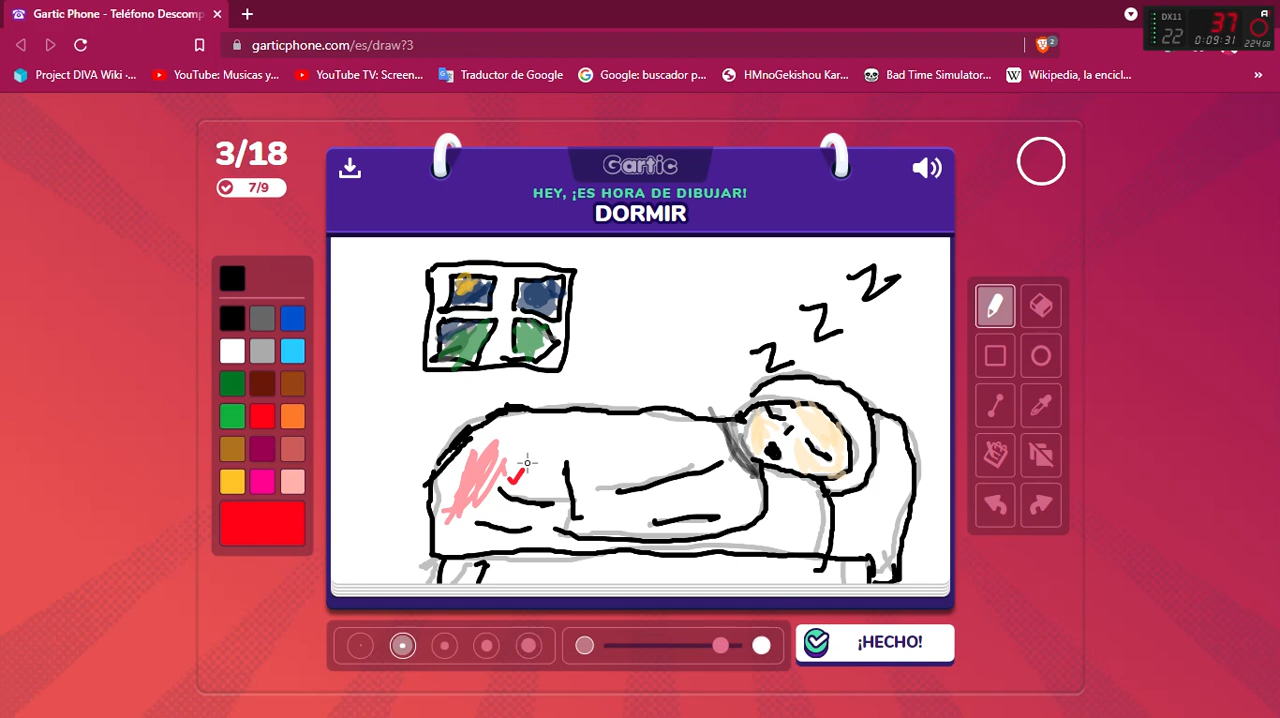 Gartic Phone - Teléfono Descomp
DX11
22
37
0:09:31
224GB
A
garticphone.com/es/draw?3
2
Project DIVA Wiki -...
YouTube: Musicas y...
YouTube TV: Screen...
Traductor de Google
Google: buscador p...
HMnoGekishou Kar...
Bad Time Simulator...
Wikipedia, la encicl...
»
3/18
7/9
Gartic
HEY, ¡ES HORA DE DIBUJAR!
DORMIR
Z
Z
Z
¡HECHO!